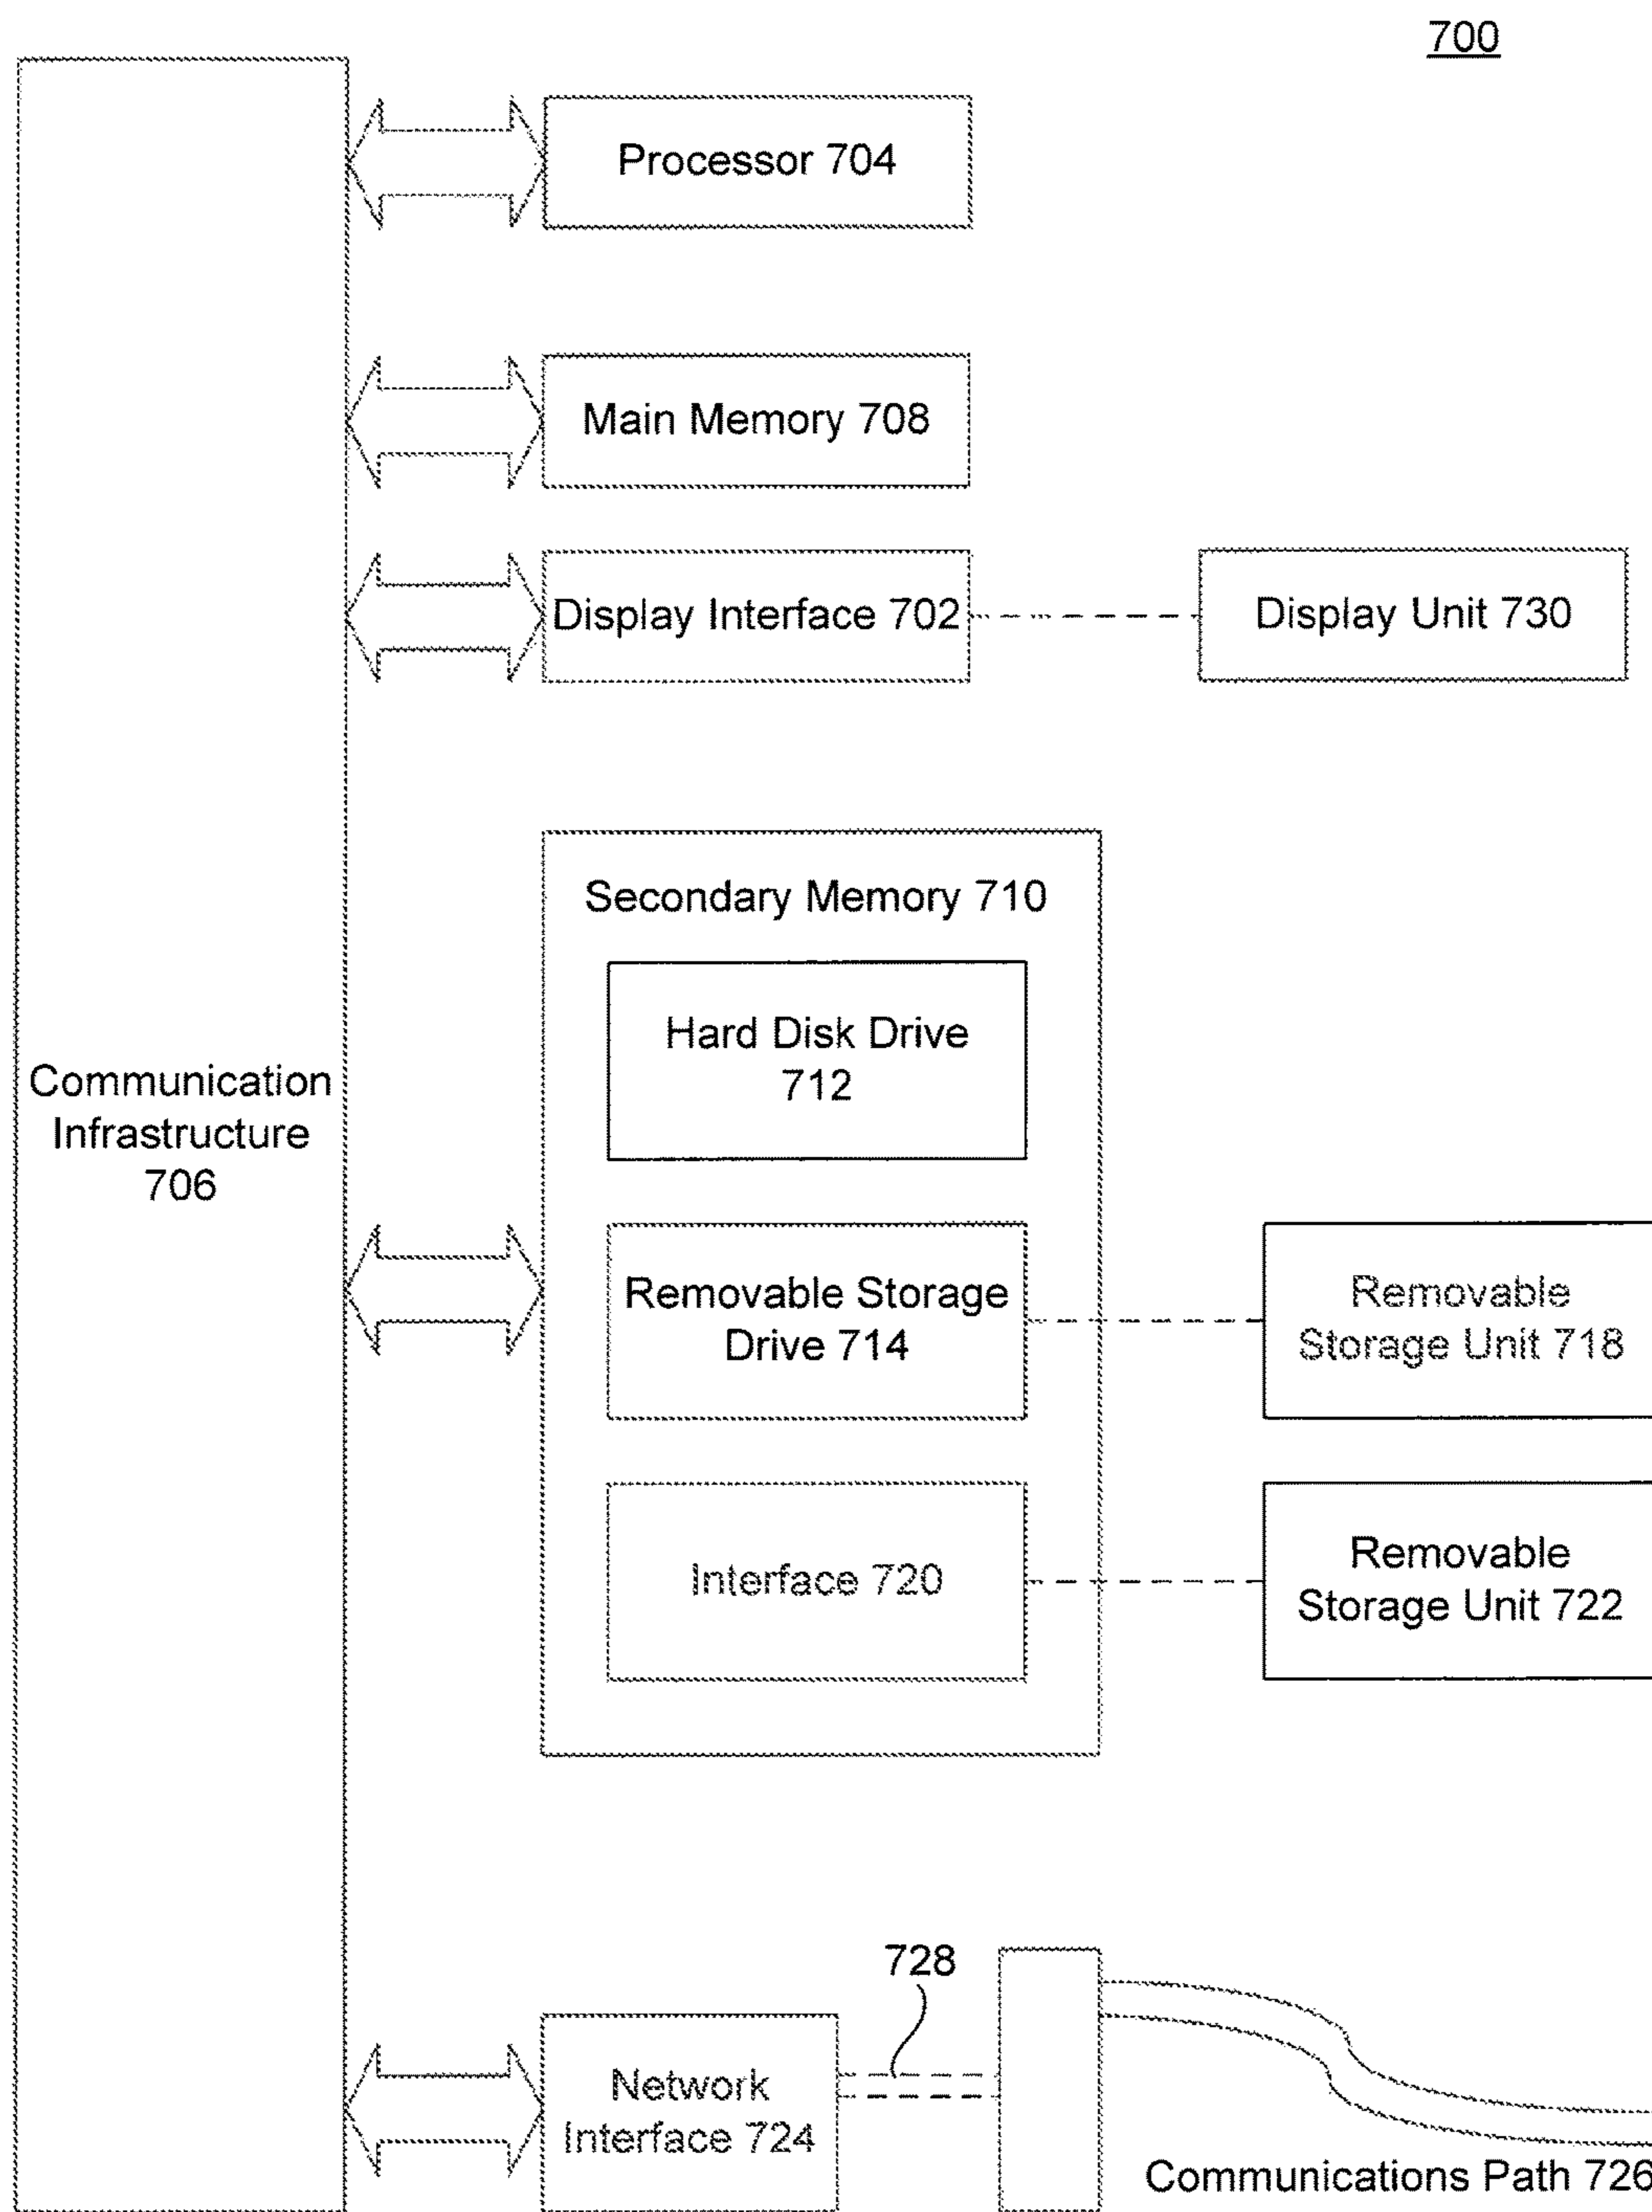 700
Processor 704
Main Memory 708
Display Interface 702
Display Unit 730
Secondary Memory 710
Hard Disk Drive
712
Communication
Infrastructure
706
Removable Storage
Drive 714
Removable
Storage Unit 718
Interface 720
Removable
Storage Unit 722
728
Network
Interface 724
Communications Path 726